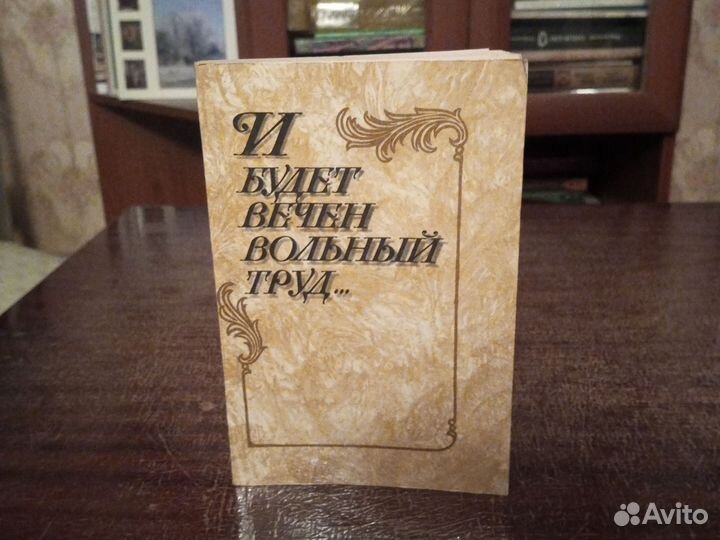 И
БУДЕТ
ВЕЧЕН
ВОЛЬНЫЙ
ТРУД...
Avito